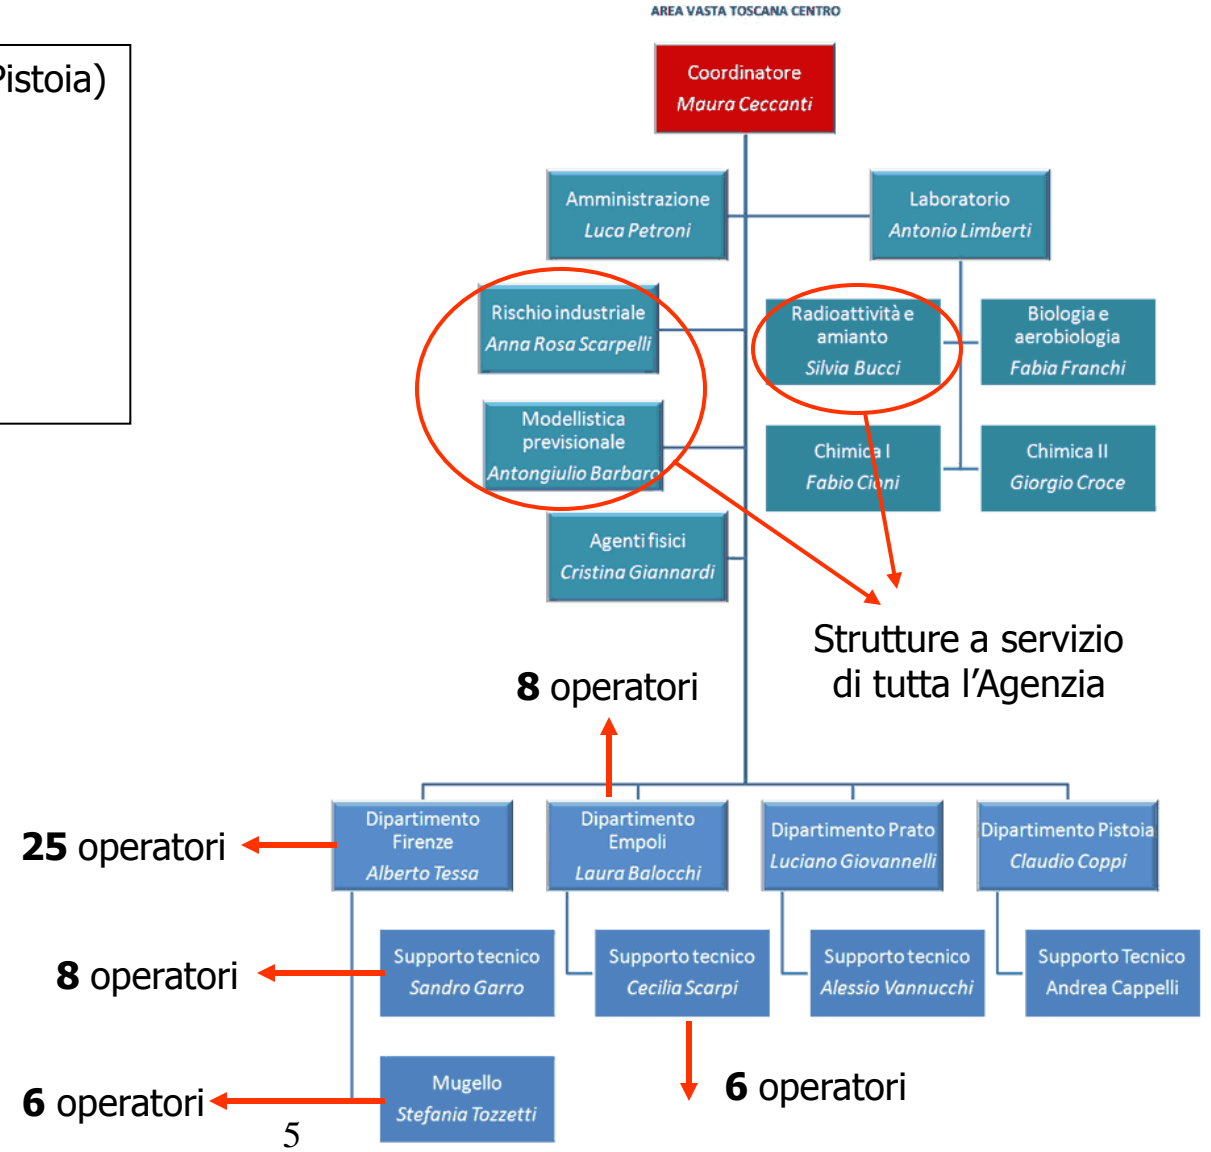 AREA VASTA TOSCANA CENTRO
Pistoia)
Coordinatore
Maura Ceccanti
Amministrazione
Luca Petroni
Laboratorio
Antonio Limberti
Rischio industriale
Anna Rosa Scarpelli
Radioattività e
amianto
Silvia Bucci
Biologia e
aerobiologia
Fabia Franchi
Modellistica
previsionale
Antongiulio Barbaro
Chimica I
Fabio Cioni
Chimica II
Giorgio Croce
Agenti fisici
Cristina Giannardi
Strutture a servizio
di tutta l’Agenzia
8 operatori
25 operatori
Dipartimento
Firenze
Alberto Tessa
Dipartimento
Empoli
Laura Balocchi
Dipartimento Prato
Luciano Giovannelli
Dipartimento Pistoia
Claudio Coppi
8 operatori
Supporto tecnico
Sandro Garro
Supporto tecnico
Cecilia Scarpi
Supporto tecnico
Alessio Vannucchi
Supporto Tecnico
Andrea Cappelli
6 operatori
Mugello
Stefania Tozzetti
6 operatori
5